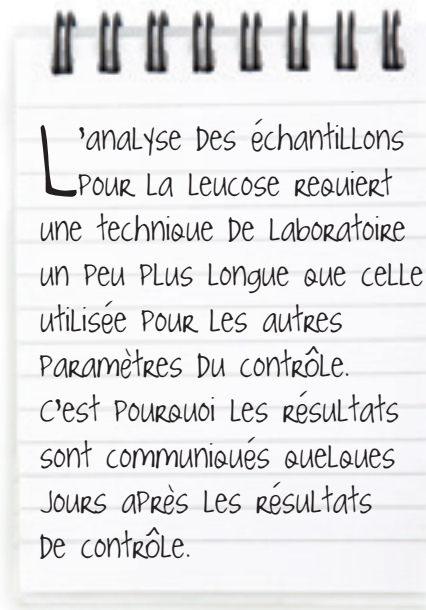 L'analyse des échantillons
pour la leucose requiert
une technique de laboratoire
un peu plus longue que celle
utilisée pour les autres
paramètres du contrôle.
C'est pourquoi les résultats
sont communiqués quelques
jours après les résultats
de contrôle.